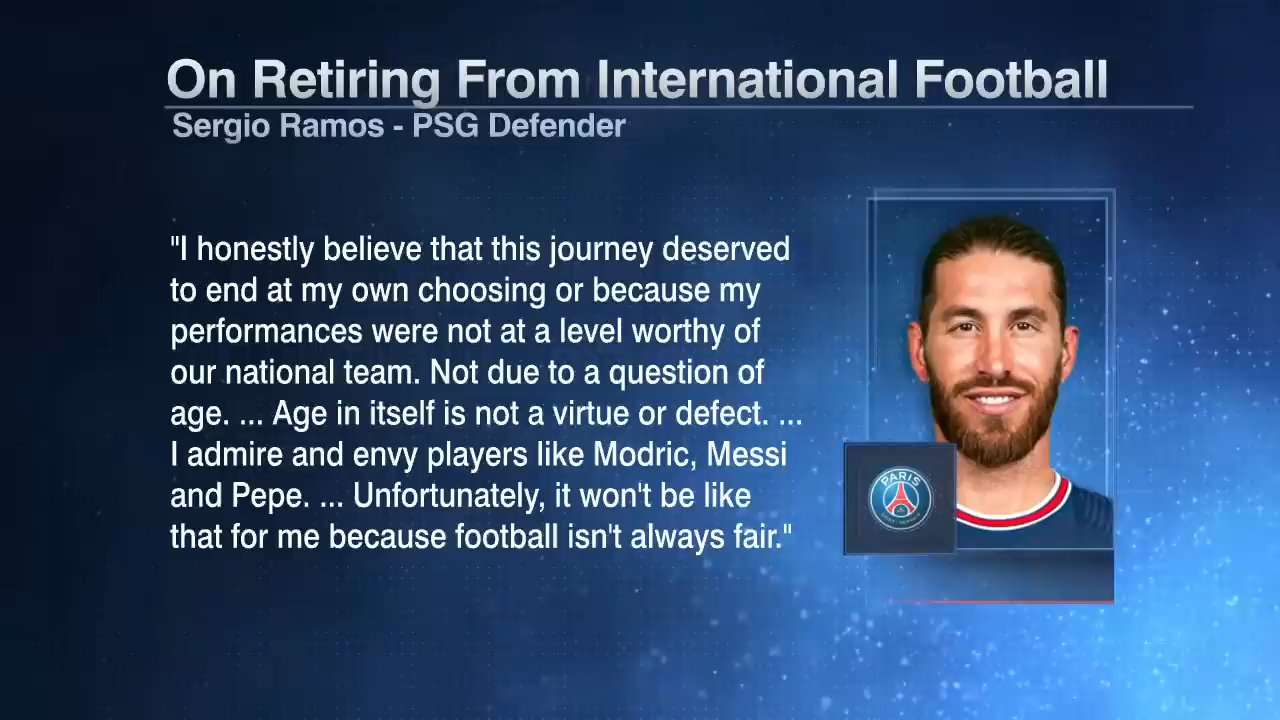 On Retiring From International Football
Sergio Ramos - PSG Defender
"I honestly believe that this journey deserved
to end at my own choosing or because my
performances were not at a level worthy of
our national team. Not due to a question of
age. ... Age in itself is not a virtue or defect. ...
I admire and envy players like Modric, Messi
and Pepe. ... Unfortunately, it won't be like
that for me because football isn't always fair."
PARIS